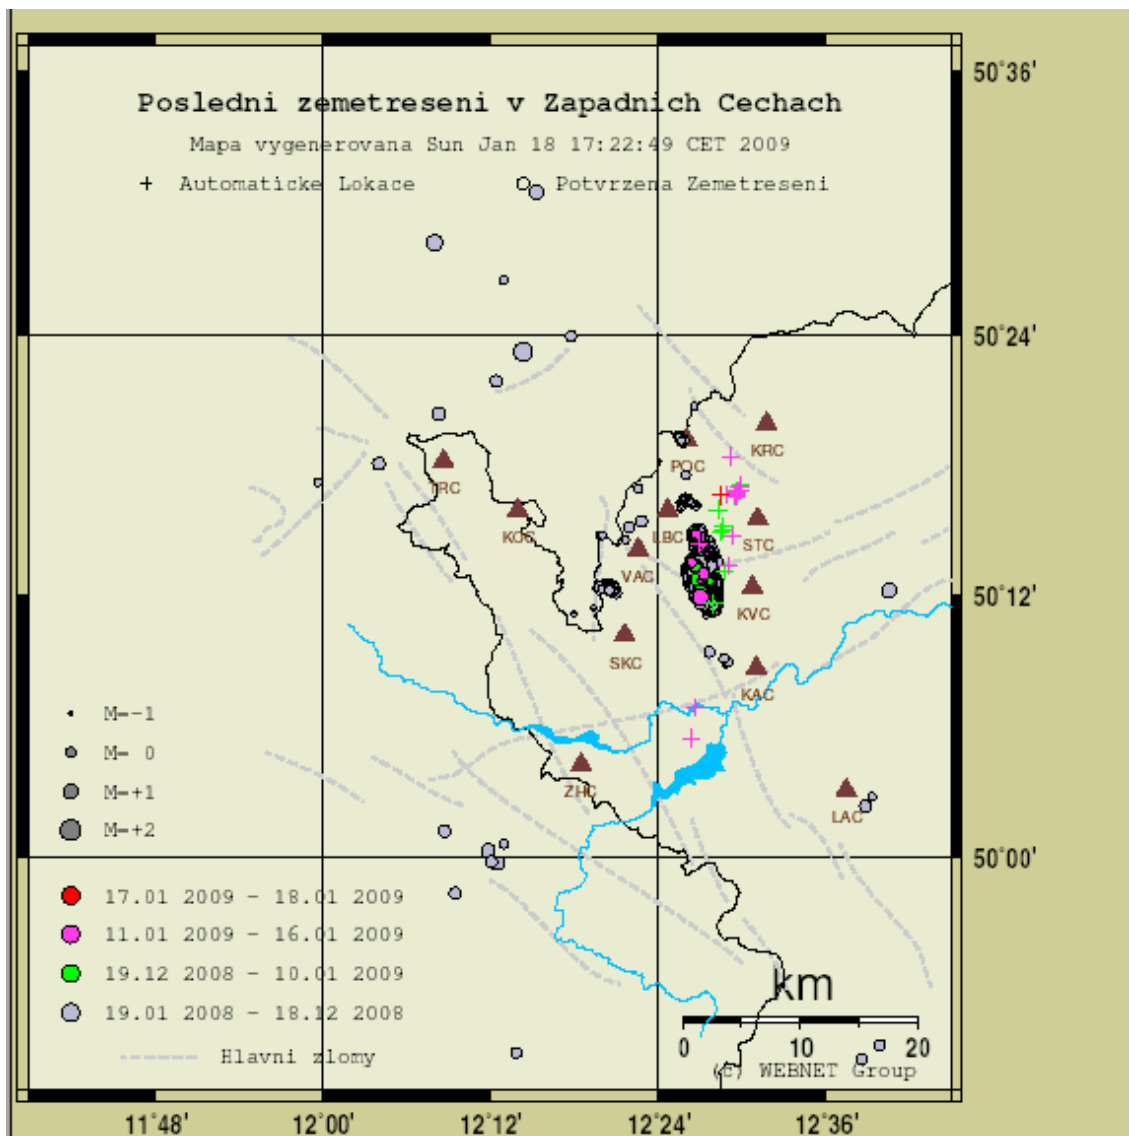 Posledni zemetreseni v Zapadnich Cechach
Mapa vygenerovana Sun Jan 18 17:22:49 CET 2009
+ Automaticke Lokace
Potvrzena Zemetreseni
50°36'
50°24'
KRC
POC
TRC
KOC
LBC
STC
VAC
50°12'
KVC
SKC
KAC
M=-1
M= 0
ZHC
M=+1
LAC
M=+2
50°00'
17.01 2009 - 18.01 2009
11.01 2009 - 16.01 2009
19.12 2008 - 10.01 2009
19.01 2008 - 18.12 2008
km
Hlavni zlomy
0 10 20
(c) WEBNET Group
11°48' 12°00' 12°12' 12°24' 12°36'